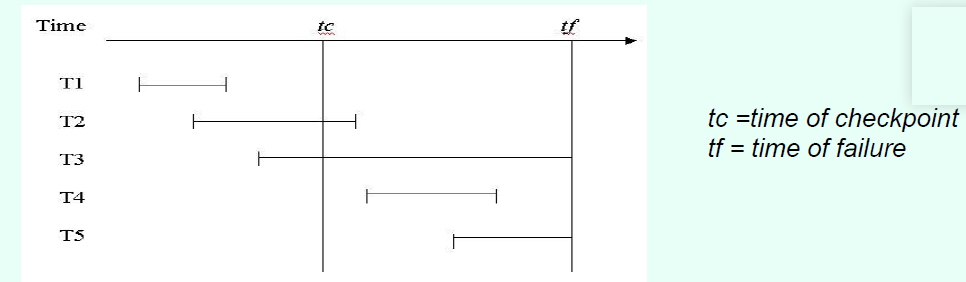 Time tc tf
T1
T2
T3
T4
T5
tc =time of checkpoint
tf = time of failure